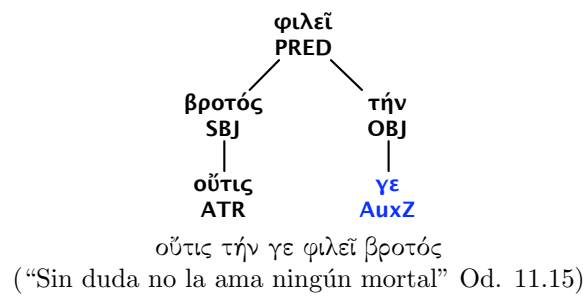 φιλεῖ
PRED
βροτός τήν
SBJ OBJ
οὔτις γε
ATR AuxZ
οὔτις τήν γε φιλεῖ βροτός
(“Sin duda no la ama ningún mortal” Od. 11.15)